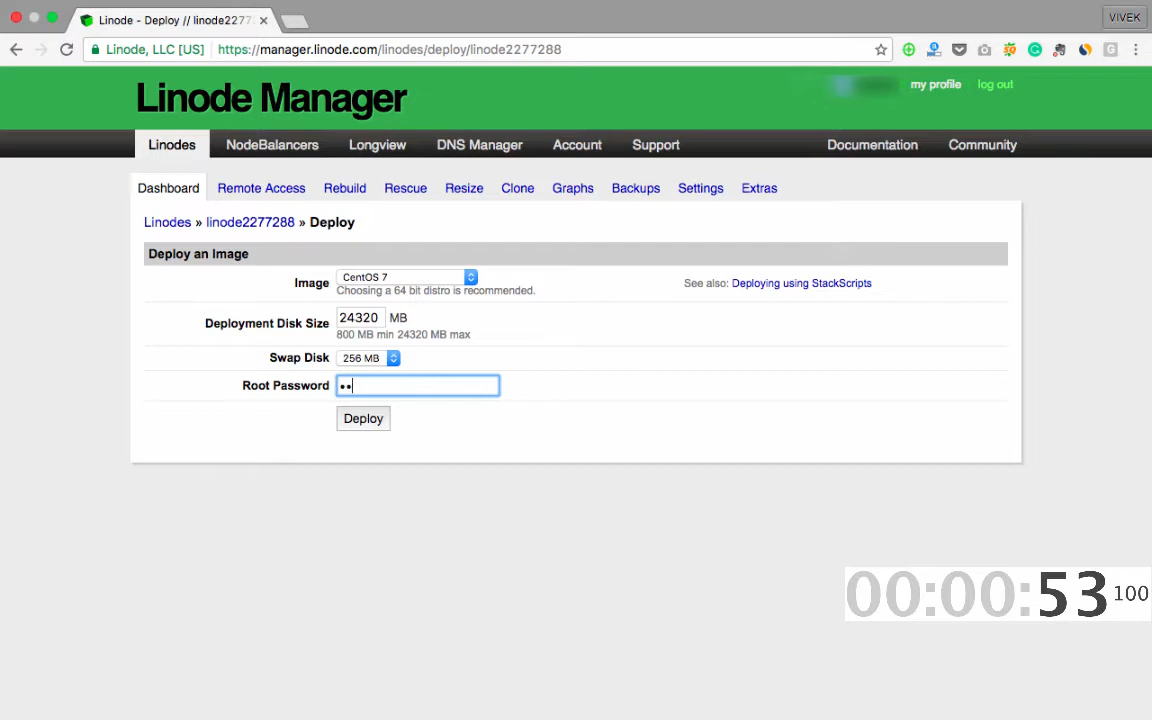 Linode - Deploy // linode2277
VIVEK
Linode, LLC [US] https://manager.linode.com/linodes/deploy/linode2277288
Linode Manager
my profile log out
Linodes NodeBalancers Longview DNS Manager Account Support Documentation Community
Dashboard Remote Access Rebuild Rescue Resize Clone Graphs Backups Settings Extras
Linodes » linode2277288 » Deploy
Deploy an Image
Image CentOS 7 See also: Deploying using StackScripts
Choosing a 64 bit distro is recommended.
Deployment Disk Size 24320 MB
800 MB min 24320 MB max
Swap Disk 256 MB
Root Password ••
Deploy
00:00:53 100